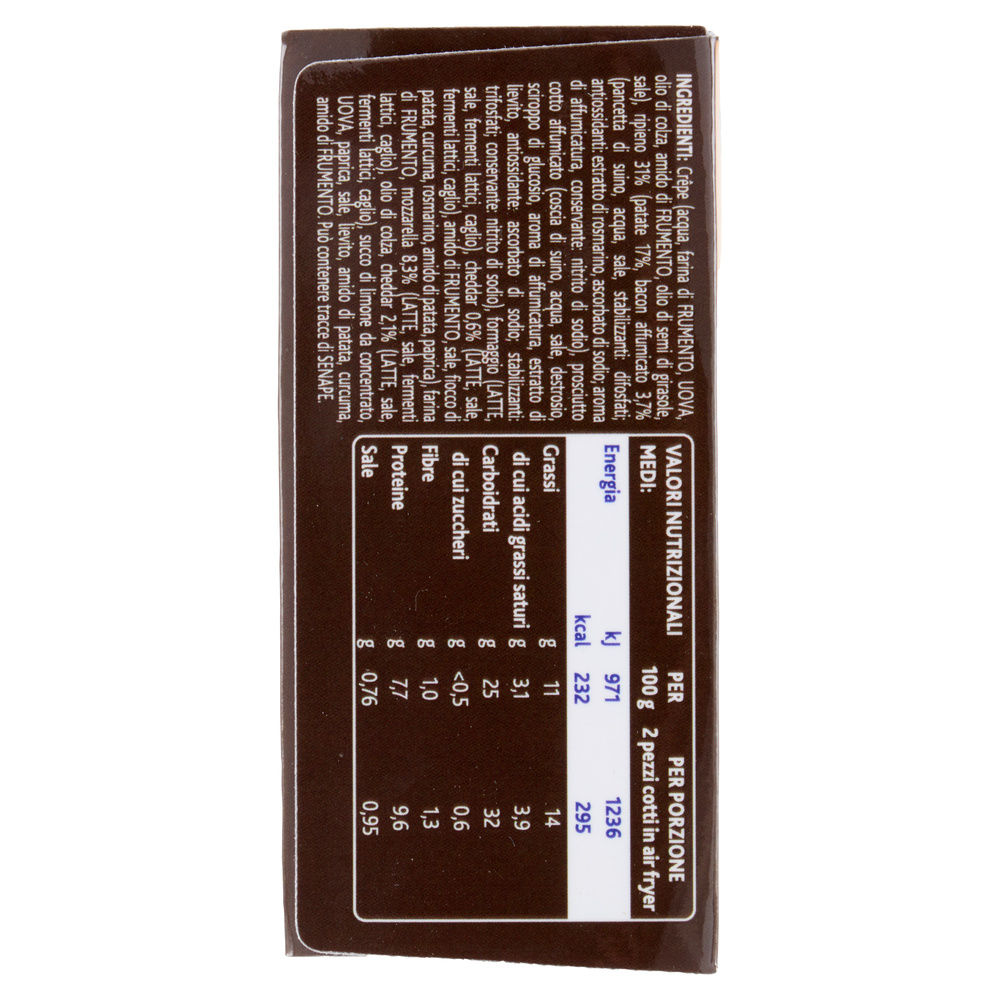 INGREDIENTI: Crêpe (acqua, farina di FRUMENTO, UOVA,
olio di colza, amido di FRUMENTO, olio di semi di girasole,
sale), ripieno 31% (patate 17%, bacon affumicato 3,7%
(pancetta di suino, acqua, sale, stabilizzanti: difosfati,
antiossidanti: estratto di rosmarino, ascorbato di sodio; aroma
di affumicatura, conservante: nitrito di sodio), prosciutto
cotto affumicato (coscia di suino, acqua, sale, destrosio,
sciroppo di glucosio, aroma di affumicatura, estratto di
lievito, antiossidante: ascorbato di sodio; stabilizzanti:
trifosfati; conservante: nitrito di sodio), formaggio (LATTE,
sale, fermenti lattici, caglio), cheddar 0,6% (LATTE, sale,
fermenti lattici, caglio), amido di FRUMENTO, sale, fiocco di
patata, curcuma, rosmarino, amido di patata, paprica), farina
di FRUMENTO, mozzarella 8,3% (LATTE, sale, fermenti
lattici, caglio), olio di colza, cheddar 2,1% (LATTE, sale,
fermenti lattici, caglio), succo di limone da concentrato,
UOVA, paprica, sale, lievito, amido di patata, curcuma,
amido di FRUMENTO. Può contenere tracce di SENAPE.
VALORI NUTRIZIONALI PER PER PORZIONE
MEDI: 100 g 2 pezzi cotti in air fryer
Energia kJ 971 1236
kcal 232 295
Grassi g 11 14
di cui acidi grassi saturi g 3,1 3,9
Carboidrati g 25 32
di cui zuccheri g <0,5 0,6
Fibre g 1,0 1,3
Proteine g 7,7 9,6
Sale g 0,76 0,95